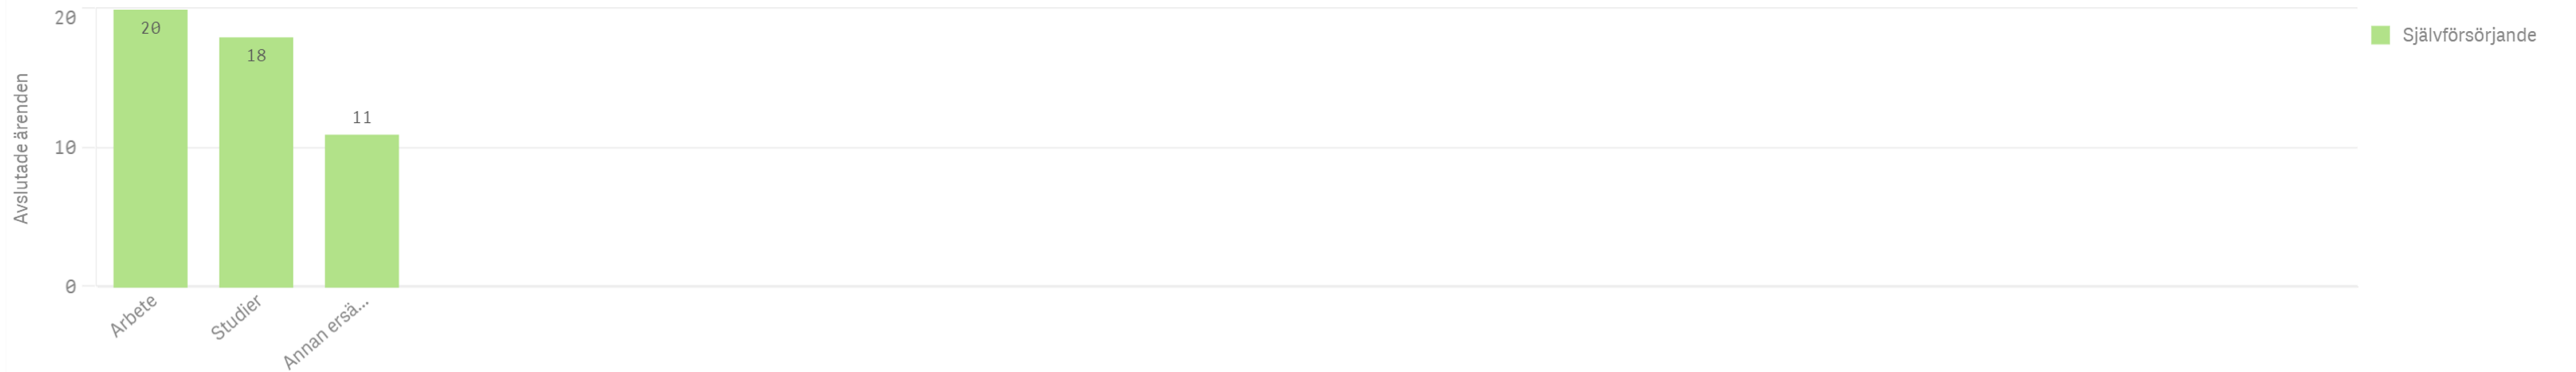 Avslutade ärenden
20
10
0
20
18
11
Arbete
Studier
Annan ersä...
Självförsörjande